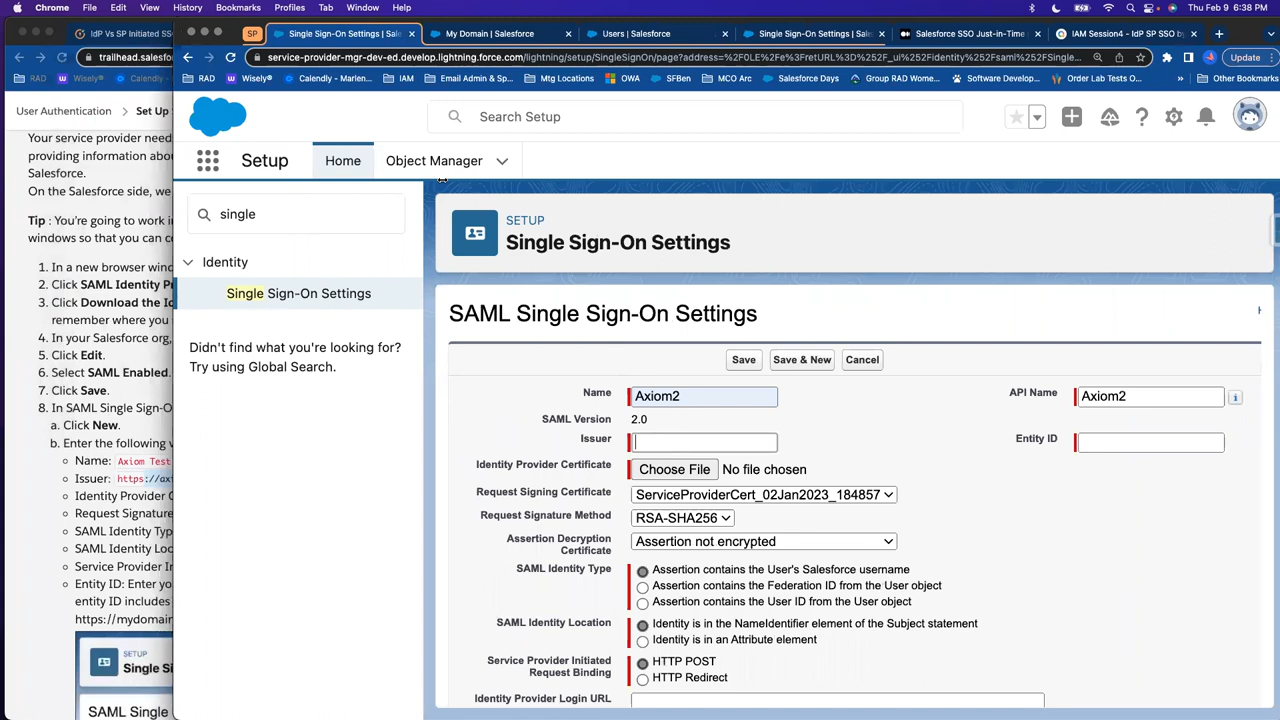 Chrome File Edit View History Bookmarks Profiles Tab Window Help
Thu Feb 9 6:38 PM
IdP Vs SP Initiated SS
SP
Single Sign-On Settings | Sale
My Domain | Salesforce
Users | Salesforce
Single Sign-On Settings | Sal
Salesforce SSO Just-in-Time
IAM Session4 - IdP SP SSO by
trailhead.salesfo
service-provider-mgr-dev-ed.develop.lightning.force.com/lightning/setup/SingleSignOn/page?address=%2F0LE%2Fe%3FretURL%3D%252F_ui%252Fidentity%252Fsaml%252FSingle...
Update
RAD Wisely®
RAD Wisely® Calendly - Marlen... IAM Email Admin & Sp... Mtg Locations OWA SFBen MCO Arc Salesforce Days Group RAD Wome... Software Develop... Order Lab Tests O... Other Bookmarks
User Authentication
Set Up
Your service provider need
providing information abou
Salesforce.
On the Salesforce side, we
Tip : You're going to work i
windows so that you can c
1. In a new browser wind
2. Click SAML Identity Pr
3. Click Download the Id
remember where you s
4. In your Salesforce org,
5. Click Edit.
6. Select SAML Enabled.
7. Click Save.
8. In SAML Single Sign-O
a. Click New.
b. Enter the following v
Name: Axiom Test
Issuer: https://axi
Identity Provider C
Request Signature
SAML Identity Typ
SAML Identity Loc
Service Provider In
Entity ID: Enter yo
entity ID includes
https://mydomain
SETUP
Single Si
SAML Single
Search Setup
Setup
Home
Object Manager
single
Identity
Single Sign-On Settings
Didn't find what you're looking for?
Try using Global Search.
SETUP
Single Sign-On Settings
SAML Single Sign-On Settings
Save
Save & New
Cancel
Name Axiom2
API Name Axiom2
SAML Version 2.0
Issuer
Entity ID
Identity Provider Certificate Choose File No file chosen
Request Signing Certificate ServiceProviderCert_02Jan2023_184857
Request Signature Method RSA-SHA256
Assertion Decryption Certificate Assertion not encrypted
SAML Identity Type Assertion contains the User's Salesforce username
Assertion contains the Federation ID from the User object
Assertion contains the User ID from the User object
SAML Identity Location Identity is in the NameIdentifier element of the Subject statement
Identity is in an Attribute element
Service Provider Initiated Request Binding HTTP POST
HTTP Redirect
Identity Provider Login URL